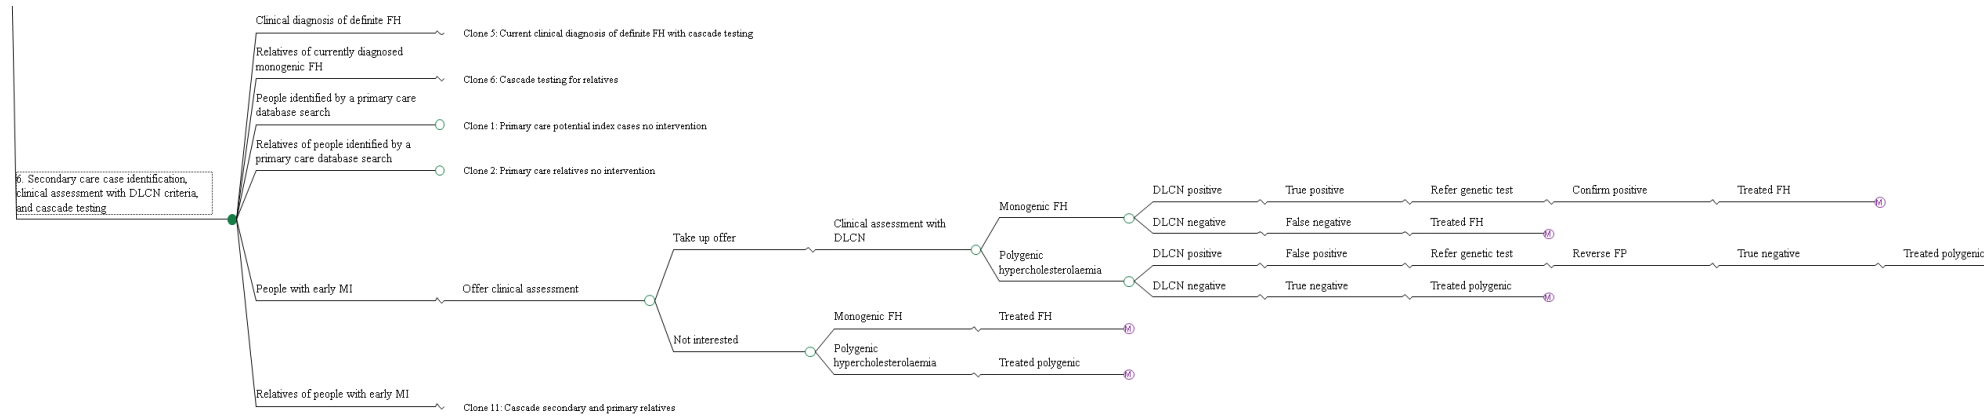 Clinical diagnosis of definite FH
Clone 5: Current clinical diagnosis of definite FH with cascade testing
Relatives of currently diagnosed
monogenic FH
Clone 6: Cascade testing for relatives
People identified by a primary care
database search
Clone 1: Primary care potential index cases no intervention
Relatives of people identified by a
primary care database search
Clone 2: Primary care relatives no intervention
6. Secondary care case identification,
clinical assessment with DLCN criteria,
and cascade testing
People with early MI
Offer clinical assessment
Take up offer
Clinical assessment with
DLCN
Monogenic FH
DLCN positive
True positive
Refer genetic test
Confirm positive
Treated FH
M
DLCN negative
False negative
Treated FH
M
Polygenic
hypercholesterolaemia
DLCN positive
False positive
Refer genetic test
Reverse FP
True negative
Treated polygenic
DLCN negative
True negative
Treated polygenic
M
Not interested
Monogenic FH
Treated FH
M
Polygenic
hypercholesterolaemia
Treated polygenic
M
Relatives of people with early MI
Clone 11: Cascade secondary and primary relatives